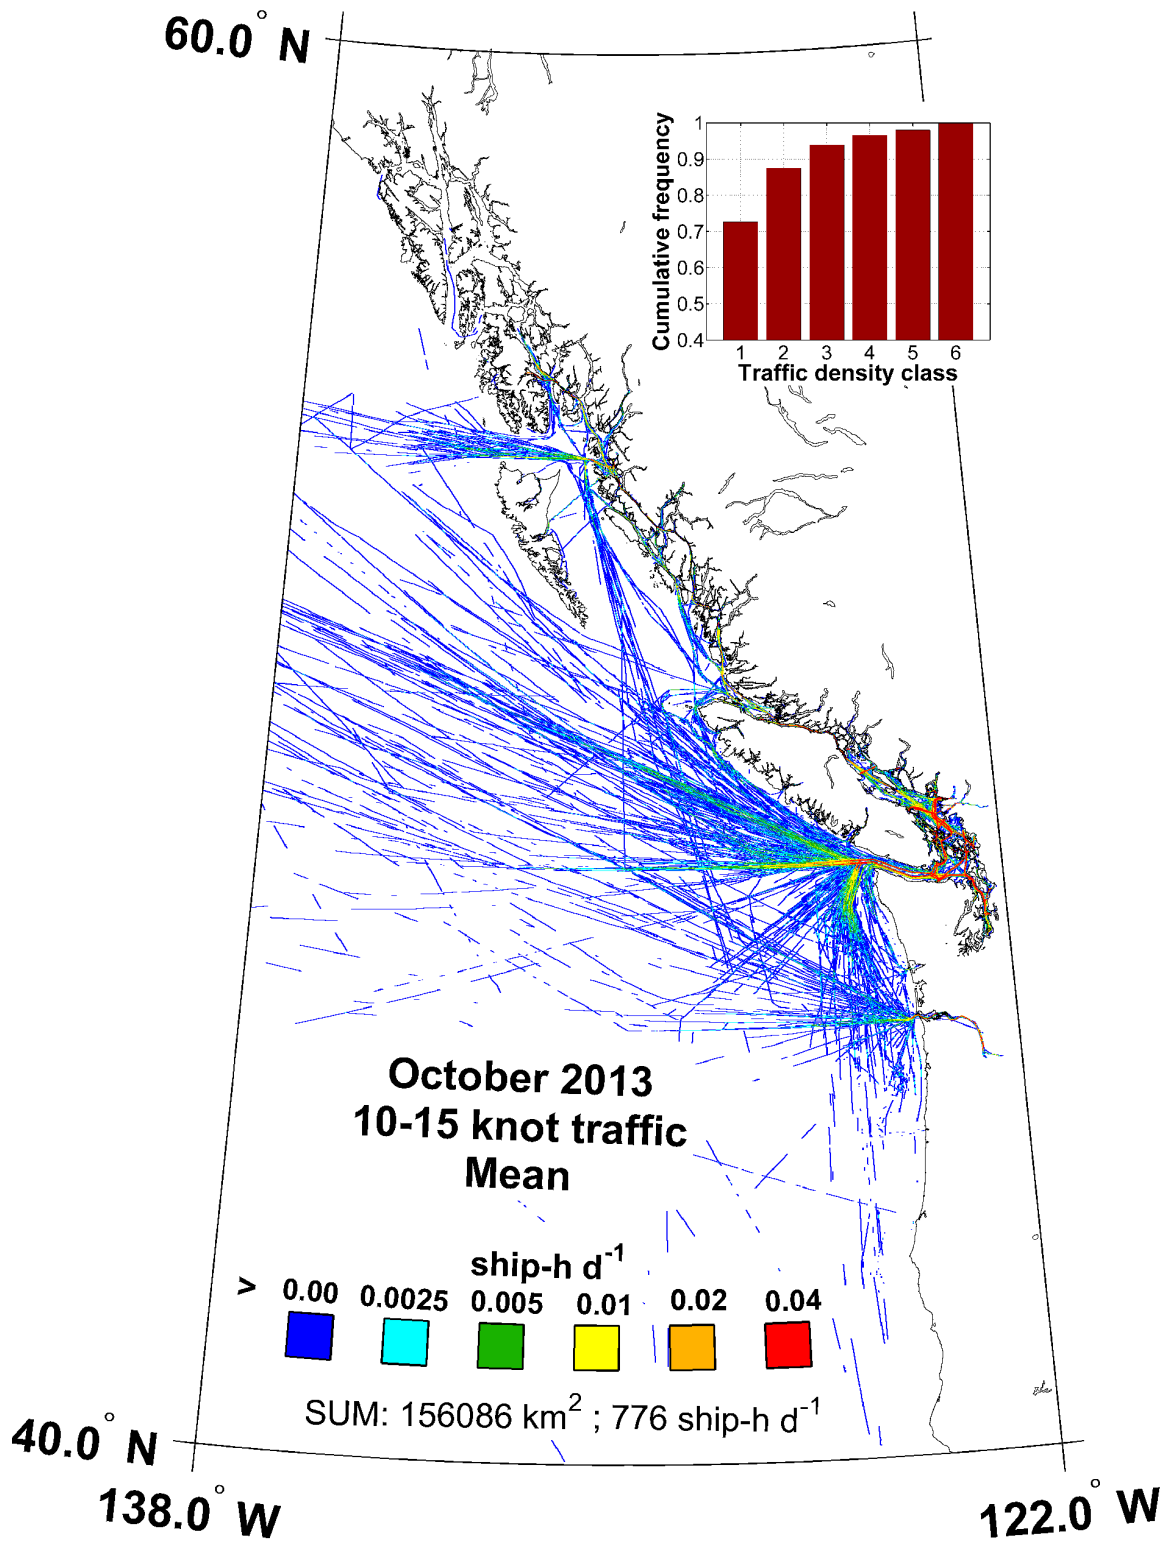 60.0° N
Cumulative frequency
1
0.9
0.8
0.7
0.6
0.5
0.4
1 2 3 4 5 6
Traffic density class
October 2013
10-15 knot traffic
Mean
ship-h d⁻¹
> 0.00 0.0025 0.005 0.01 0.02 0.04
SUM: 156086 km² ; 776 ship-h d⁻¹
40.0° N
138.0° W
122.0° W